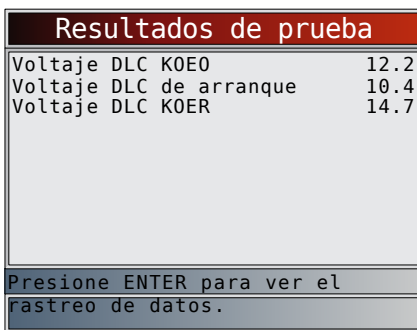 Resultados de prueba
Voltaje DLC KOEO 12.2
Voltaje DLC de arranque 10.4
Voltaje DLC KOER 14.7
Presione ENTER para ver el
rastreo de datos.